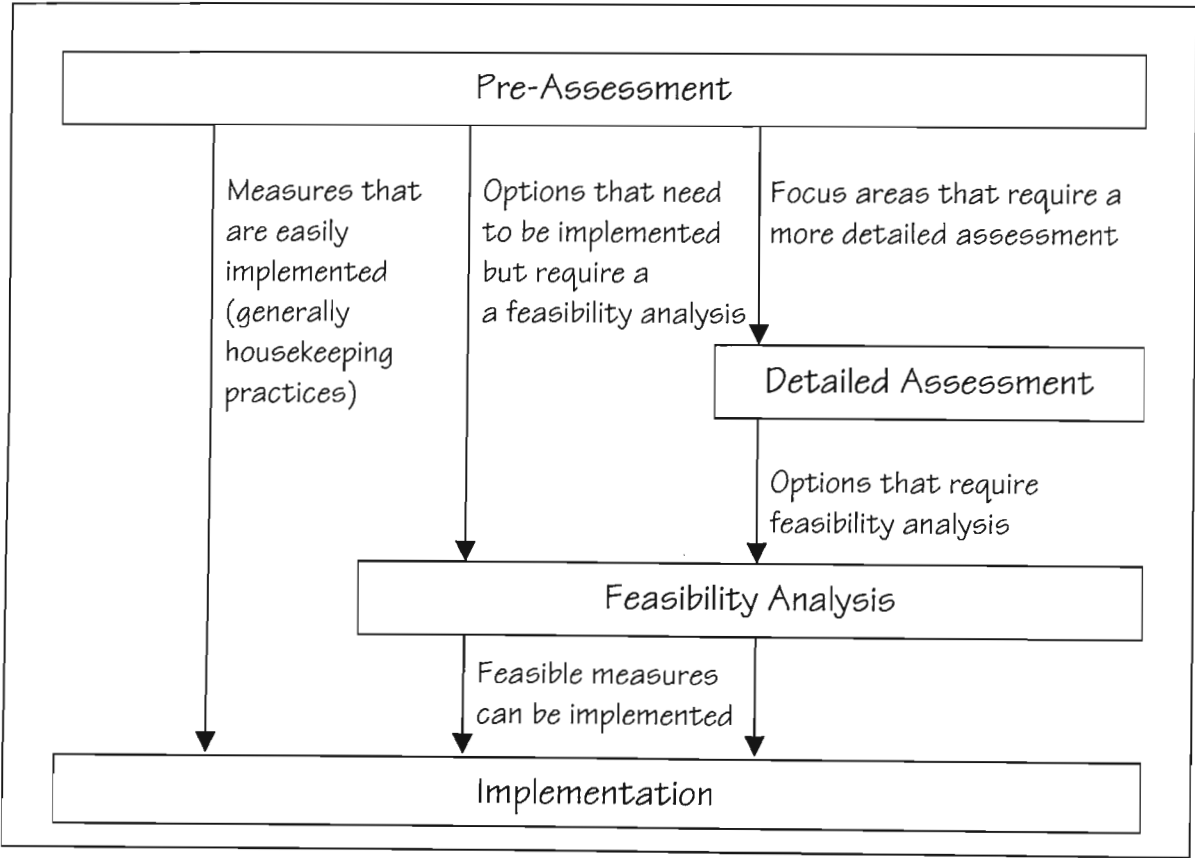 Pre-Assessment
Measures that
are easily
implemented
(generally
housekeeping
practices)
Options that need
to be implemented
but require a
a feasibility analysis
Focus areas that require a
more detailed assessment
Detailed Assessment
Options that require
feasibility analysis
Feasibility Analysis
Feasible measures
can be implemented
Implementation